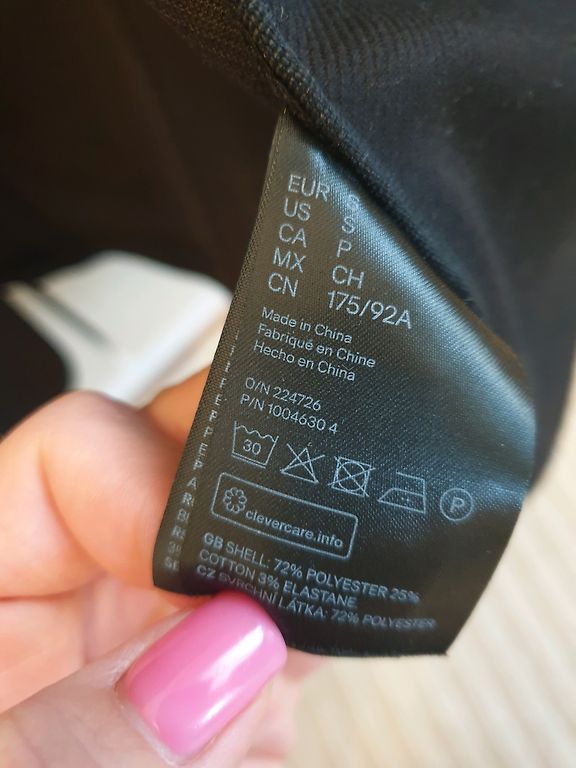 EUR S
US S
CA P
MX CH
CN 175/92A
Made in China
Fabriqué en Chine
Hecho en China
O/N 224726
P/N 1004630 4
30
P
clevercare.info
GB SHELL: 72% POLYESTER 25%
COTTON 3% ELASTANE
CZ SVRCHNÍ LÁTKA: 72% POLYESTER